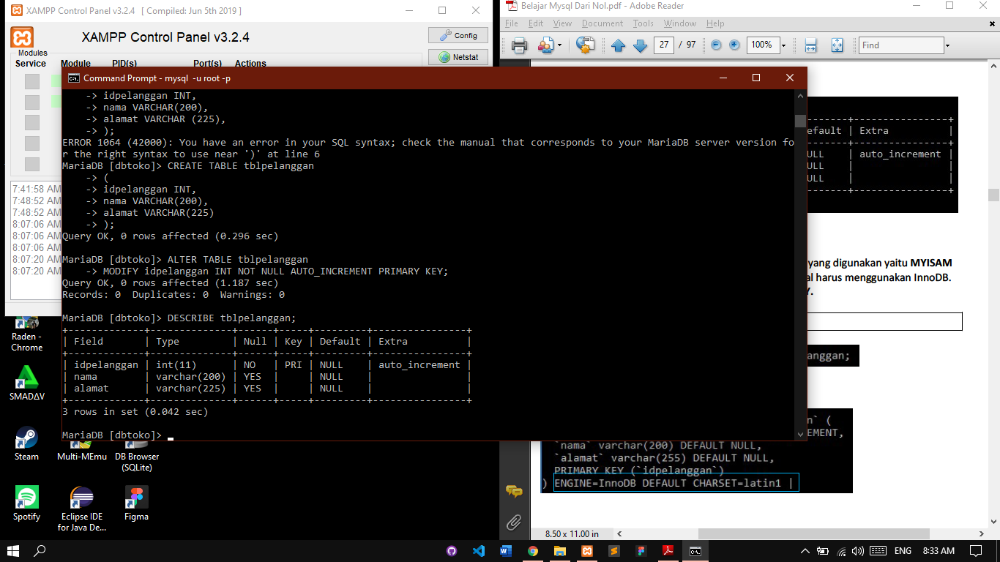 XAMPP Control Panel v3.2.4 [ Compiled: Jun 5th 2019 ]
XAMPP Control Panel v3.2.4
Config
Netstat
Modules
Service Module PID(s) Port(s) Actions
7:41:58 AM
7:48:52 AM
7:48:52 AM
8:07:06 AM
8:07:06 AM
8:07:06 AM
8:07:20 AM
8:07:20 AM
Belajar Mysql Dari Nol.pdf - Adobe Reader
File Edit View Document Tools Window Help
27 / 97 100% Find
Command Prompt - mysql -u root -p
-> idpelanggan INT,
-> nama VARCHAR(200),
-> alamat VARCHAR (225),
-> );
ERROR 1064 (42000): You have an error in your SQL syntax; check the manual that corresponds to your MariaDB server version fo
r the right syntax to use near ')' at line 6
MariaDB [dbtoko]> CREATE TABLE tblpelanggan
-> (
-> idpelanggan INT,
-> nama VARCHAR(200),
-> alamat VARCHAR(225)
-> );
Query OK, 0 rows affected (0.296 sec)
MariaDB [dbtoko]> ALTER TABLE tblpelanggan
-> MODIFY idpelanggan INT NOT NULL AUTO_INCREMENT PRIMARY KEY;
Query OK, 0 rows affected (1.187 sec)
Records: 0 Duplicates: 0 Warnings: 0
MariaDB [dbtoko]> DESCRIBE tblpelanggan;
+-------------+--------------+------+-----+---------+----------------+
| Field | Type | Null | Key | Default | Extra |
+-------------+--------------+------+-----+---------+----------------+
| idpelanggan | int(11) | NO | PRI | NULL | auto_increment |
| nama | varchar(200) | YES | | NULL | |
| alamat | varchar(225) | YES | | NULL | |
+-------------+--------------+------+-----+---------+----------------+
3 rows in set (0.042 sec)
MariaDB [dbtoko]> _
efault | Extra |
ULL | auto_increment |
ULL | |
ULL | |
yang digunakan yaitu MYISAM
al harus menggunakan InnoDB.
Y.
anggan;
n` (
EMENT,
`nama` varchar(200) DEFAULT NULL,
`alamat` varchar(255) DEFAULT NULL,
PRIMARY KEY (`idpelanggan`)
) ENGINE=InnoDB DEFAULT CHARSET=latin1 |
8.50 x 11.00 in
Raden -
Chrome
SMADΔV
Steam
Multi-MEmu
DB Browser
(SQLite)
Spotify
Eclipse IDE
for Java De...
Figma
ENG 8:33 AM